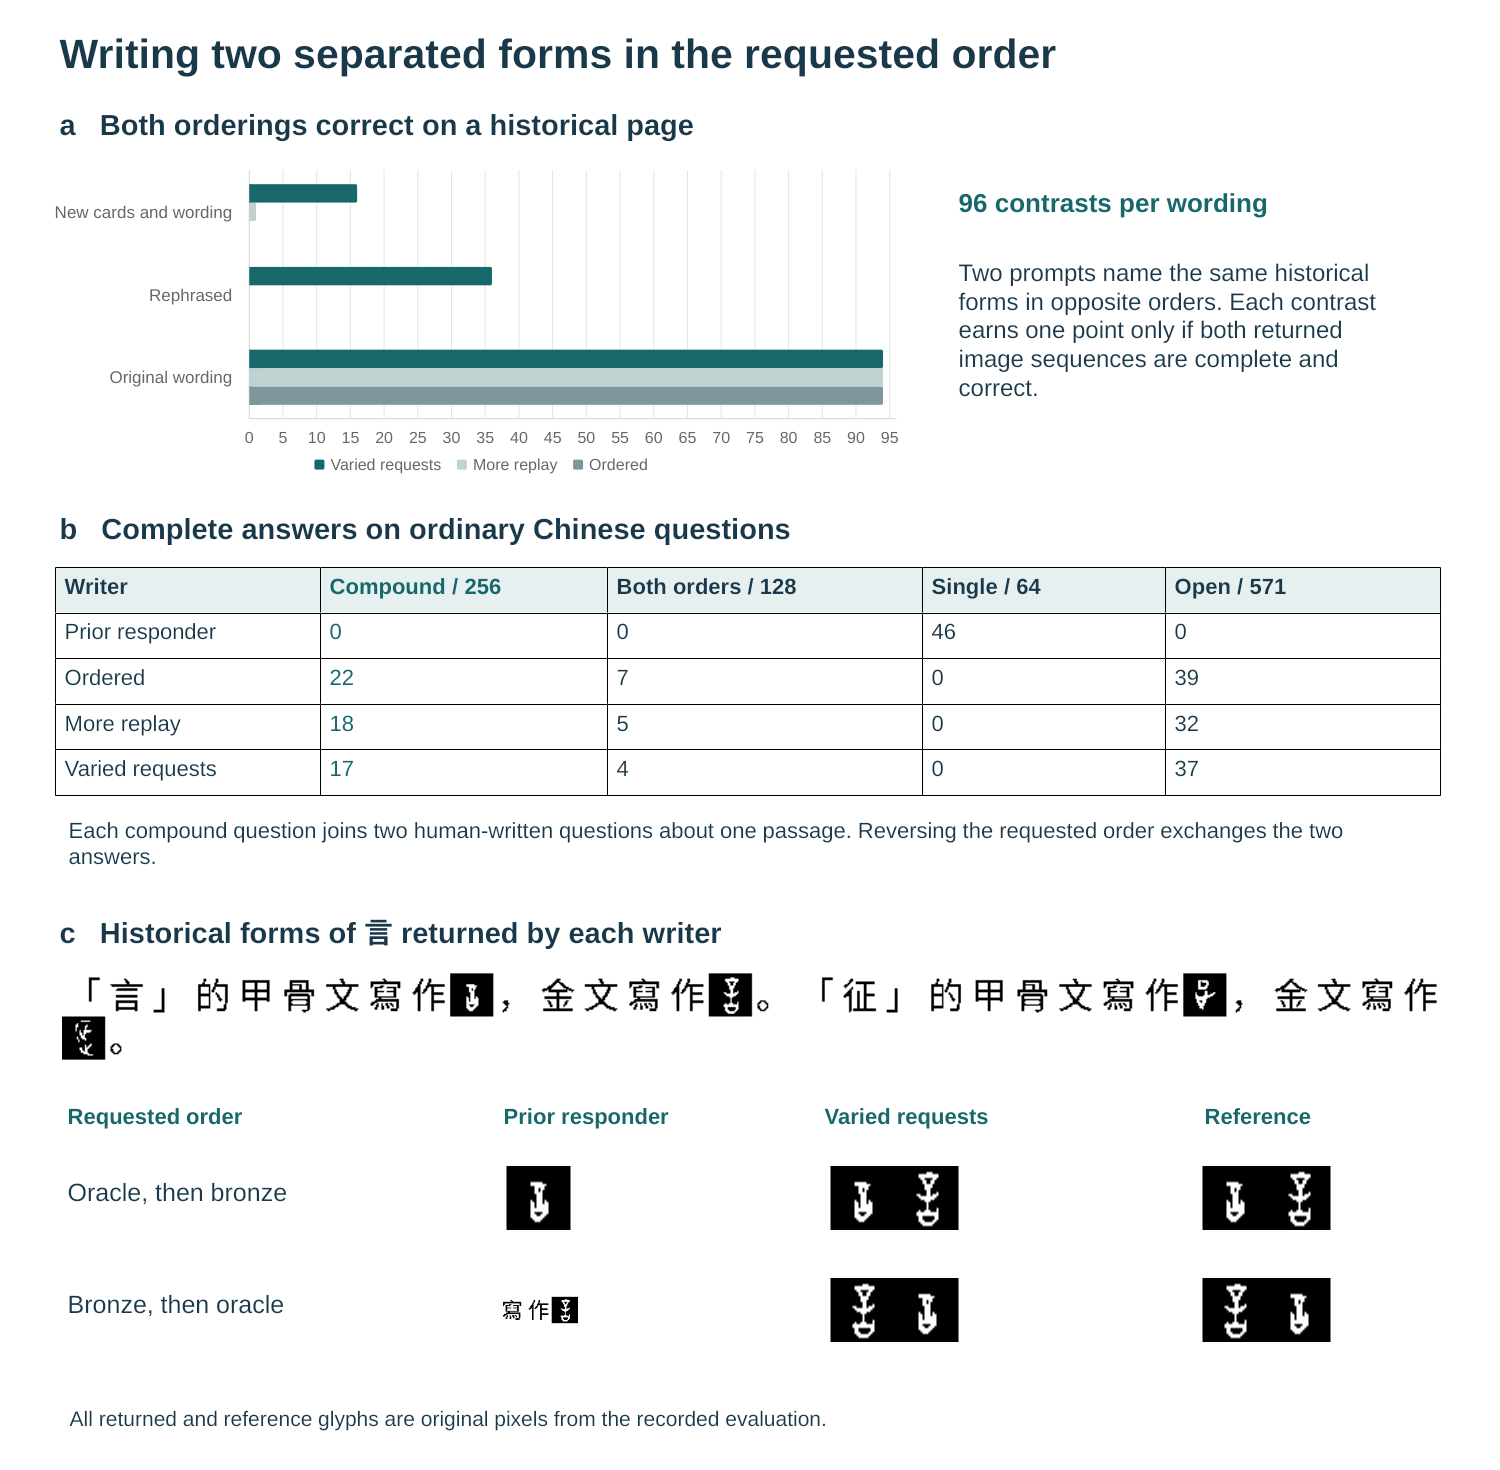 Writing two separated forms in the requested order
a Both orderings correct on a historical page
New cards and wording
Rephrased
Original wording
0 5 10 15 20 25 30 35 40 45 50 55 60 65 70 75 80 85 90 95
Varied requests More replay Ordered
96 contrasts per wording
Two prompts name the same historical
forms in opposite orders. Each contrast
earns one point only if both returned
image sequences are complete and
correct.
b Complete answers on ordinary Chinese questions
Writer Compound / 256 Both orders / 128 Single / 64 Open / 571
Prior responder 0 0 46 0
Ordered 22 7 0 39
More replay 18 5 0 32
Varied requests 17 4 0 37
Each compound question joins two human-written questions about one passage. Reversing the requested order exchanges the two
answers.
c Historical forms of 言 returned by each writer
「言」的甲骨文寫作，金文寫作。「征」的甲骨文寫作，金文寫作
。
Requested order Prior responder Varied requests Reference
Oracle, then bronze
Bronze, then oracle 寫作
All returned and reference glyphs are original pixels from the recorded evaluation.